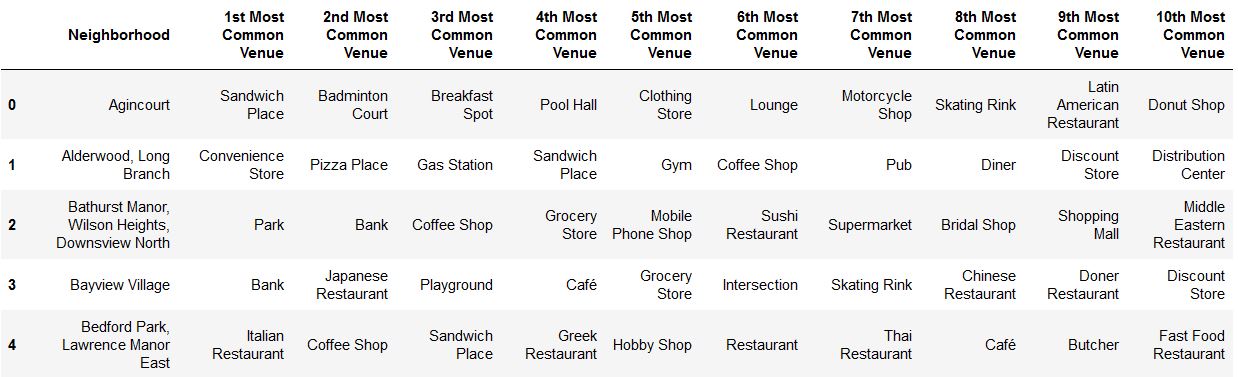 Neighborhood 1st Most Common Venue 2nd Most Common Venue 3rd Most Common Venue 4th Most Common Venue 5th Most Common Venue 6th Most Common Venue 7th Most Common Venue 8th Most Common Venue 9th Most Common Venue 10th Most Common Venue
0 Agincourt Sandwich Place Badminton Court Breakfast Spot Pool Hall Clothing Store Lounge Motorcycle Shop Skating Rink Latin American Restaurant Donut Shop
1 Alderwood, Long Branch Convenience Store Pizza Place Gas Station Sandwich Place Gym Coffee Shop Pub Diner Discount Store Distribution Center
2 Bathurst Manor, Wilson Heights, Downsview North Park Bank Coffee Shop Grocery Store Mobile Phone Shop Sushi Restaurant Supermarket Bridal Shop Shopping Mall Middle Eastern Restaurant
3 Bayview Village Bank Japanese Restaurant Playground Café Grocery Store Intersection Skating Rink Chinese Restaurant Doner Restaurant Discount Store
4 Bedford Park, Lawrence Manor East Italian Restaurant Coffee Shop Sandwich Place Greek Restaurant Hobby Shop Restaurant Thai Restaurant Café Butcher Fast Food Restaurant